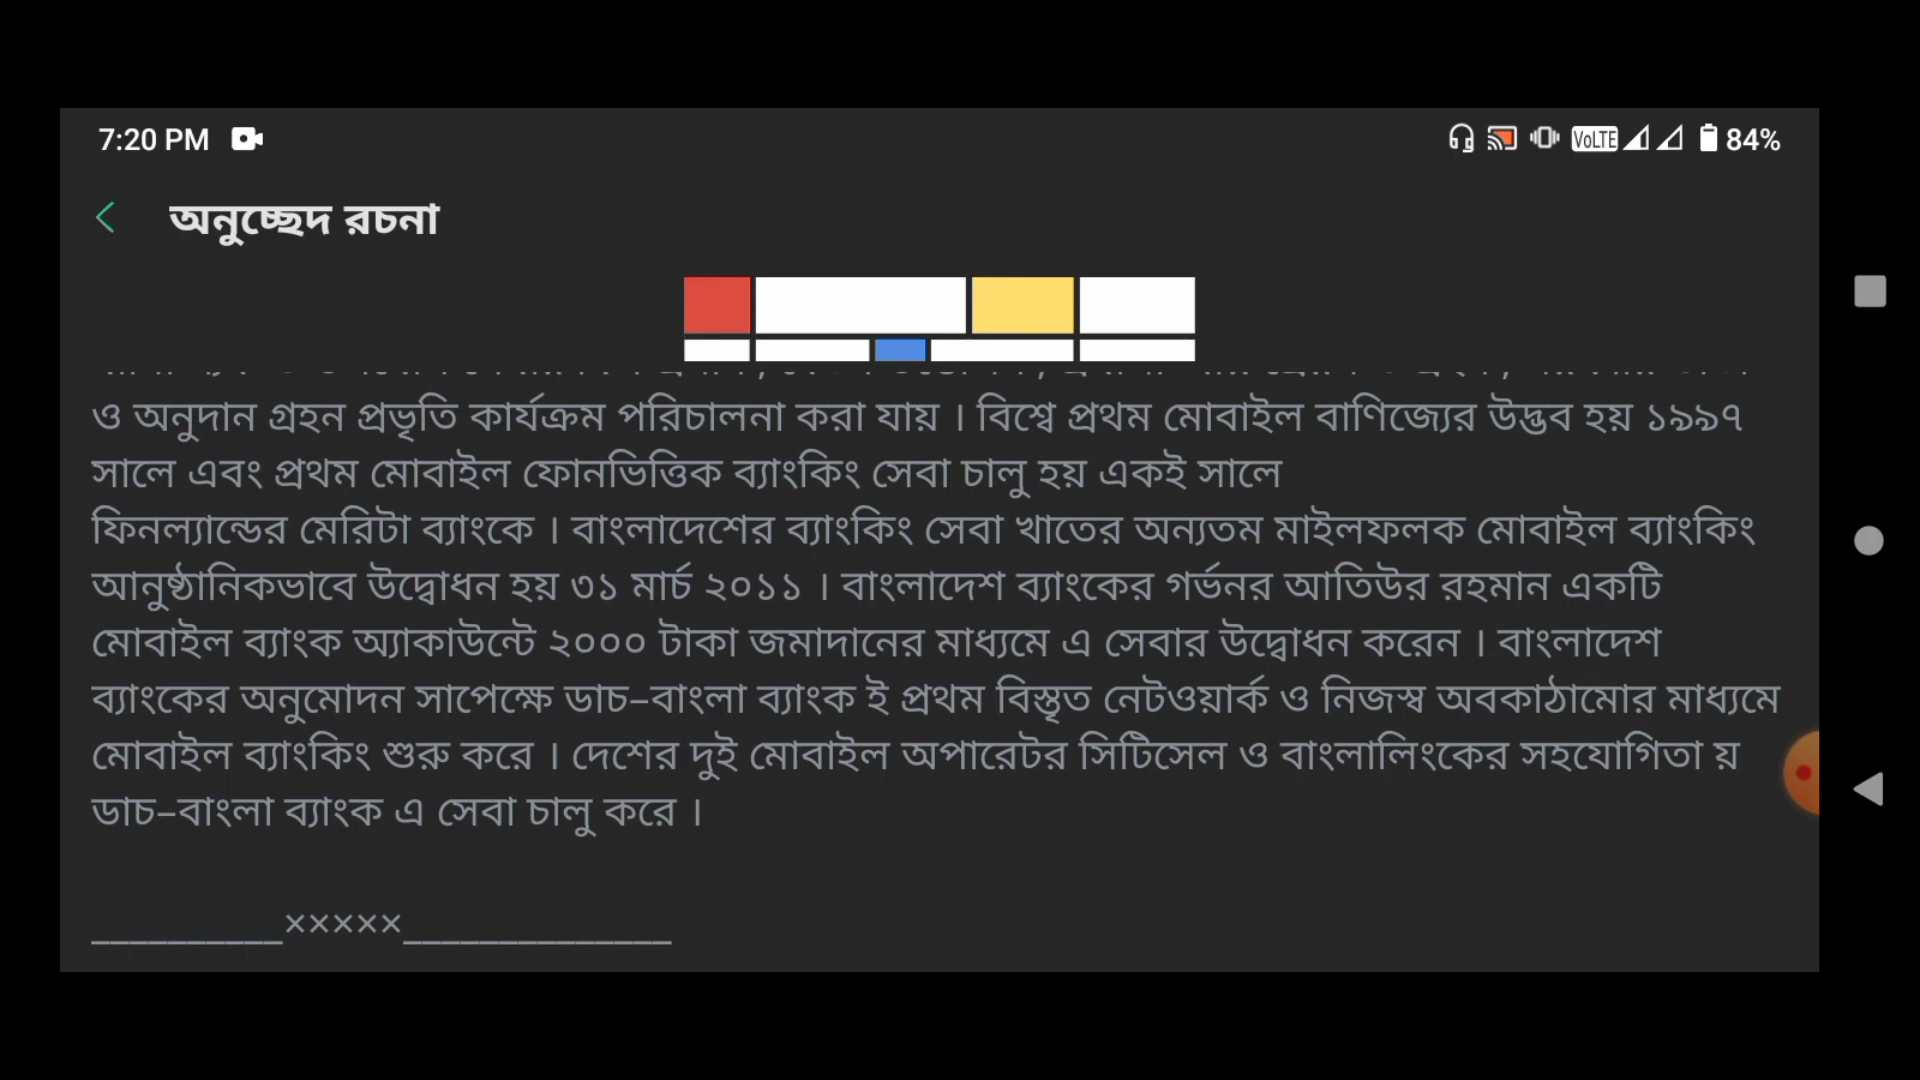 7:20 PM VoLTE 84%
অনুচ্ছেদ রচনা
ও অনুদান গ্রহন প্রভৃতি কার্যক্রম পরিচালনা করা যায় । বিশ্বে প্রথম মোবাইল বাণিজ্যের উদ্ভব হয় ১৯৯৭
সালে এবং প্রথম মোবাইল ফোনভিত্তিক ব্যাংকিং সেবা চালু হয় একই সালে
ফিনল্যান্ডের মেরিটা ব্যাংকে । বাংলাদেশের ব্যাংকিং সেবা খাতের অন্যতম মাইলফলক মোবাইল ব্যাংকিং
আনুষ্ঠানিকভাবে উদ্বোধন হয় ৩১ মার্চ ২০১১ । বাংলাদেশ ব্যাংকের গর্ভনর আতিউর রহমান একটি
মোবাইল ব্যাংক অ্যাকাউন্টে ২০০০ টাকা জমাদানের মাধ্যমে এ সেবার উদ্বোধন করেন । বাংলাদেশ
ব্যাংকের অনুমোদন সাপেক্ষে ডাচ–বাংলা ব্যাংক ই প্রথম বিস্তৃত নেটওয়ার্ক ও নিজস্ব অবকাঠামোর মাধ্যমে
মোবাইল ব্যাংকিং শুরু করে । দেশের দুই মোবাইল অপারেটর সিটিসেল ও বাংলালিংকের সহযোগিতা য়
ডাচ–বাংলা ব্যাংক এ সেবা চালু করে ।
__________×××××______________